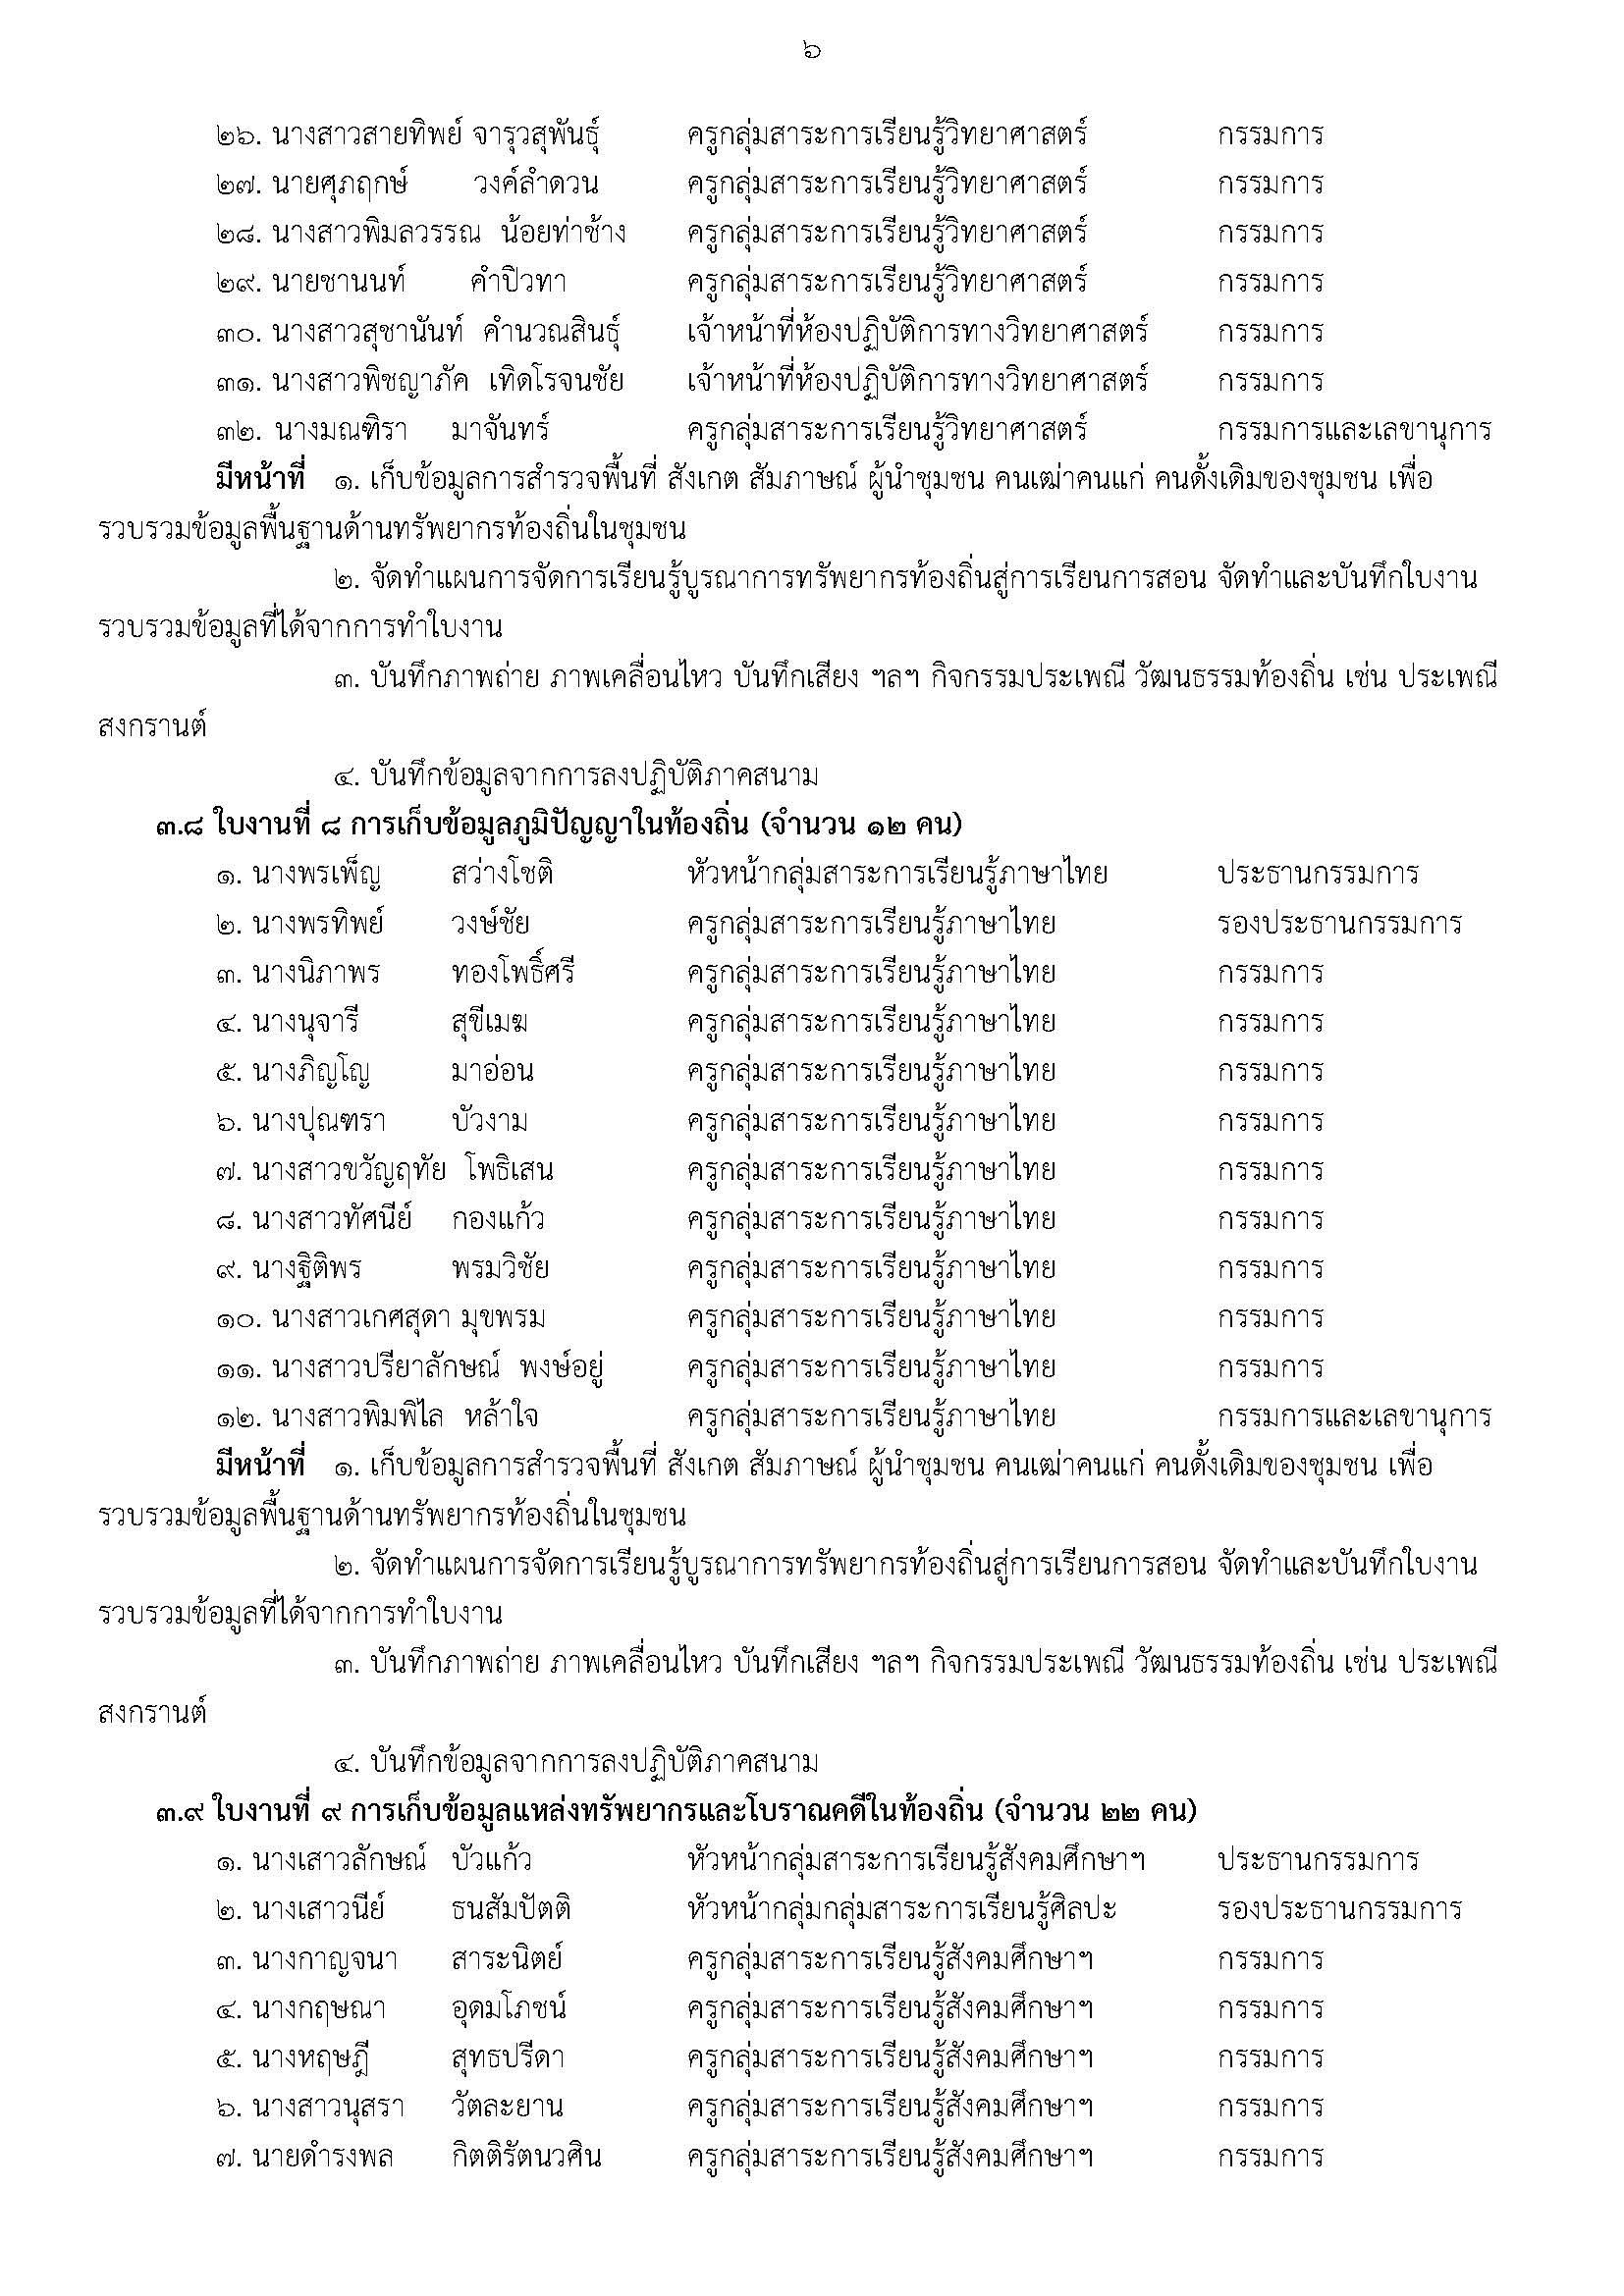 ๖
๒๖. นางสาวสายทิพย์ จารุวสุพันธุ์ ครูกลุ่มสาระการเรียนรู้วิทยาศาสตร์ กรรมการ
๒๗. นายศุภฤกษ์ วงค์ลำดวน ครูกลุ่มสาระการเรียนรู้วิทยาศาสตร์ กรรมการ
๒๘. นางสาวพิมลวรรณ น้อยท่าช้าง ครูกลุ่มสาระการเรียนรู้วิทยาศาสตร์ กรรมการ
๒๙. นายชานนท์ คำปิวทา ครูกลุ่มสาระการเรียนรู้วิทยาศาสตร์ กรรมการ
๓๐. นางสาวสุชานันท์ คำนวณสินธุ์ เจ้าหน้าที่ห้องปฏิบัติการทางวิทยาศาสตร์ กรรมการ
๓๑. นางสาวพิชญาภัค เทิดโรจนชัย เจ้าหน้าที่ห้องปฏิบัติการทางวิทยาศาสตร์ กรรมการ
๓๒. นางมณฑิรา มาจันทร์ ครูกลุ่มสาระการเรียนรู้วิทยาศาสตร์ กรรมการและเลขานุการ
มีหน้าที่ ๑. เก็บข้อมูลการสำรวจพื้นที่ สังเกต สัมภาษณ์ ผู้นำชุมชน คนเฒ่าคนแก่ คนดั้งเดิมของชุมชน เพื่อ
รวบรวมข้อมูลพื้นฐานด้านทรัพยากรท้องถิ่นในชุมชน
๒. จัดทำแผนการจัดการเรียนรู้บูรณาการทรัพยากรท้องถิ่นสู่การเรียนการสอน จัดทำและบันทึกใบงาน
รวบรวมข้อมูลที่ได้จากการทำใบงาน
๓. บันทึกภาพถ่าย ภาพเคลื่อนไหว บันทึกเสียง ฯลฯ กิจกรรมประเพณี วัฒนธรรมท้องถิ่น เช่น ประเพณี
สงกรานต์
๔. บันทึกข้อมูลจากการลงปฏิบัติภาคสนาม
๓.๘ ใบงานที่ ๘ การเก็บข้อมูลภูมิปัญญาในท้องถิ่น (จำนวน ๑๒ คน)
๑. นางพรเพ็ญ สว่างโชติ หัวหน้ากลุ่มสาระการเรียนรู้ภาษาไทย ประธานกรรมการ
๒. นางพรทิพย์ วงษ์ชัย ครูกลุ่มสาระการเรียนรู้ภาษาไทย รองประธานกรรมการ
๓. นางนิภาพร ทองโพธิ์ศรี ครูกลุ่มสาระการเรียนรู้ภาษาไทย กรรมการ
๔. นางนุจารี สุขีเมฆ ครูกลุ่มสาระการเรียนรู้ภาษาไทย กรรมการ
๕. นางภิญโญ มาอ่อน ครูกลุ่มสาระการเรียนรู้ภาษาไทย กรรมการ
๖. นางปุณฑรา บัวงาม ครูกลุ่มสาระการเรียนรู้ภาษาไทย กรรมการ
๗. นางสาวขวัญฤทัย โพธิเสน ครูกลุ่มสาระการเรียนรู้ภาษาไทย กรรมการ
๘. นางสาวทัศนีย์ กองแก้ว ครูกลุ่มสาระการเรียนรู้ภาษาไทย กรรมการ
๙. นางฐิติพร พรมวิชัย ครูกลุ่มสาระการเรียนรู้ภาษาไทย กรรมการ
๑๐. นางสาวเกศสุดา มุขพรม ครูกลุ่มสาระการเรียนรู้ภาษาไทย กรรมการ
๑๑. นางสาวปรียาลักษณ์ พงษ์อยู่ ครูกลุ่มสาระการเรียนรู้ภาษาไทย กรรมการ
๑๒. นางสาวพิมพิไล หล้าใจ ครูกลุ่มสาระการเรียนรู้ภาษาไทย กรรมการและเลขานุการ
มีหน้าที่ ๑. เก็บข้อมูลการสำรวจพื้นที่ สังเกต สัมภาษณ์ ผู้นำชุมชน คนเฒ่าคนแก่ คนดั้งเดิมของชุมชน เพื่อ
รวบรวมข้อมูลพื้นฐานด้านทรัพยากรท้องถิ่นในชุมชน
๒. จัดทำแผนการจัดการเรียนรู้บูรณาการทรัพยากรท้องถิ่นสู่การเรียนการสอน จัดทำและบันทึกใบงาน
รวบรวมข้อมูลที่ได้จากการทำใบงาน
๓. บันทึกภาพถ่าย ภาพเคลื่อนไหว บันทึกเสียง ฯลฯ กิจกรรมประเพณี วัฒนธรรมท้องถิ่น เช่น ประเพณี
สงกรานต์
๔. บันทึกข้อมูลจากการลงปฏิบัติภาคสนาม
๓.๙ ใบงานที่ ๙ การเก็บข้อมูลแหล่งทรัพยากรและโบราณคดีในท้องถิ่น (จำนวน ๒๒ คน)
๑. นางเสาวลักษณ์ บัวแก้ว หัวหน้ากลุ่มสาระการเรียนรู้สังคมศึกษาฯ ประธานกรรมการ
๒. นางเสาวนีย์ ธนสัมปัตติ หัวหน้ากลุ่มกลุ่มสาระการเรียนรู้ศิลปะ รองประธานกรรมการ
๓. นางกาญจนา สาระนิตย์ ครูกลุ่มสาระการเรียนรู้สังคมศึกษาฯ กรรมการ
๔. นางกฤษณา อุดมโภชน์ ครูกลุ่มสาระการเรียนรู้สังคมศึกษาฯ กรรมการ
๕. นางหฤษฎี สุทธปรีดา ครูกลุ่มสาระการเรียนรู้สังคมศึกษาฯ กรรมการ
๖. นางสาวนุสรา วัตละยาน ครูกลุ่มสาระการเรียนรู้สังคมศึกษาฯ กรรมการ
๗. นายดำรงพล กิตติรัตนวศิน ครูกลุ่มสาระการเรียนรู้สังคมศึกษาฯ กรรมการ